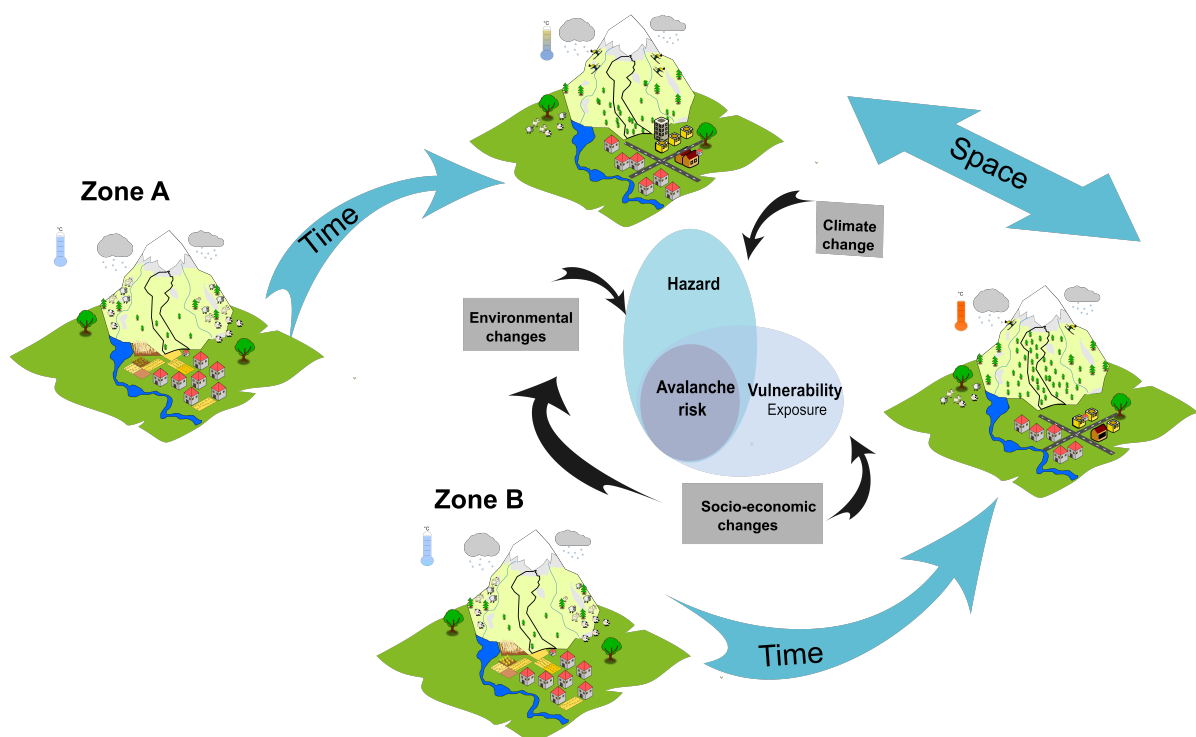 °C
Zone A
Time
°C
Space
Climate
change
Hazard
Environmental
changes
Avalanche
risk
Vulnerability
Exposure
°C
Socio-economic
changes
Zone B
°C
Time